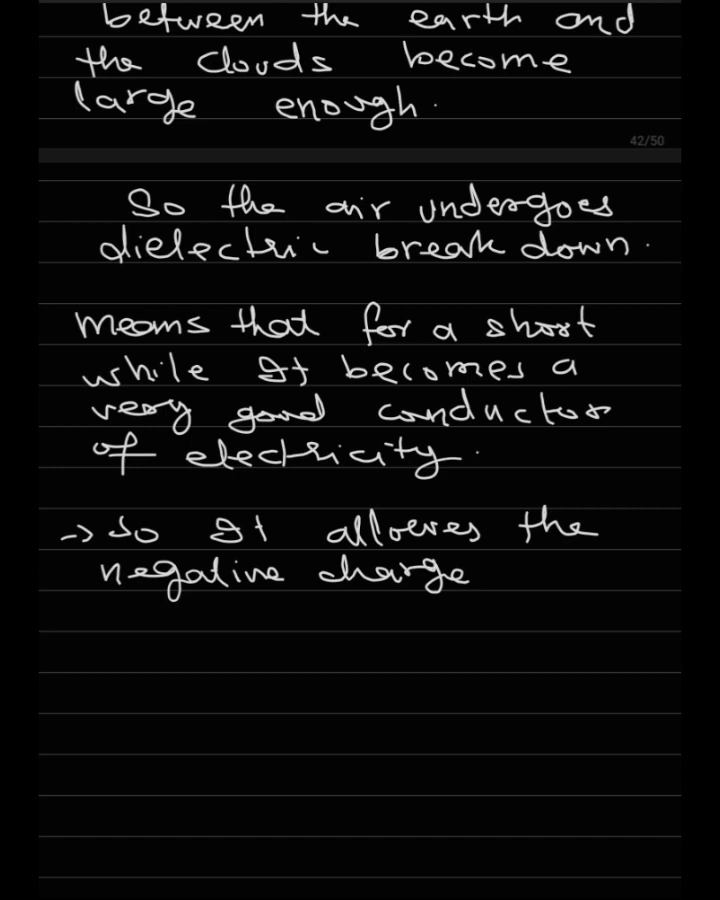 between the earth and
the clouds become
large enough.
42/50
So the air undergoes
dielectric break down.
means that for a short
while It becomes a
very good conductor
of electricity.
-> so It alloeves the
negative charge